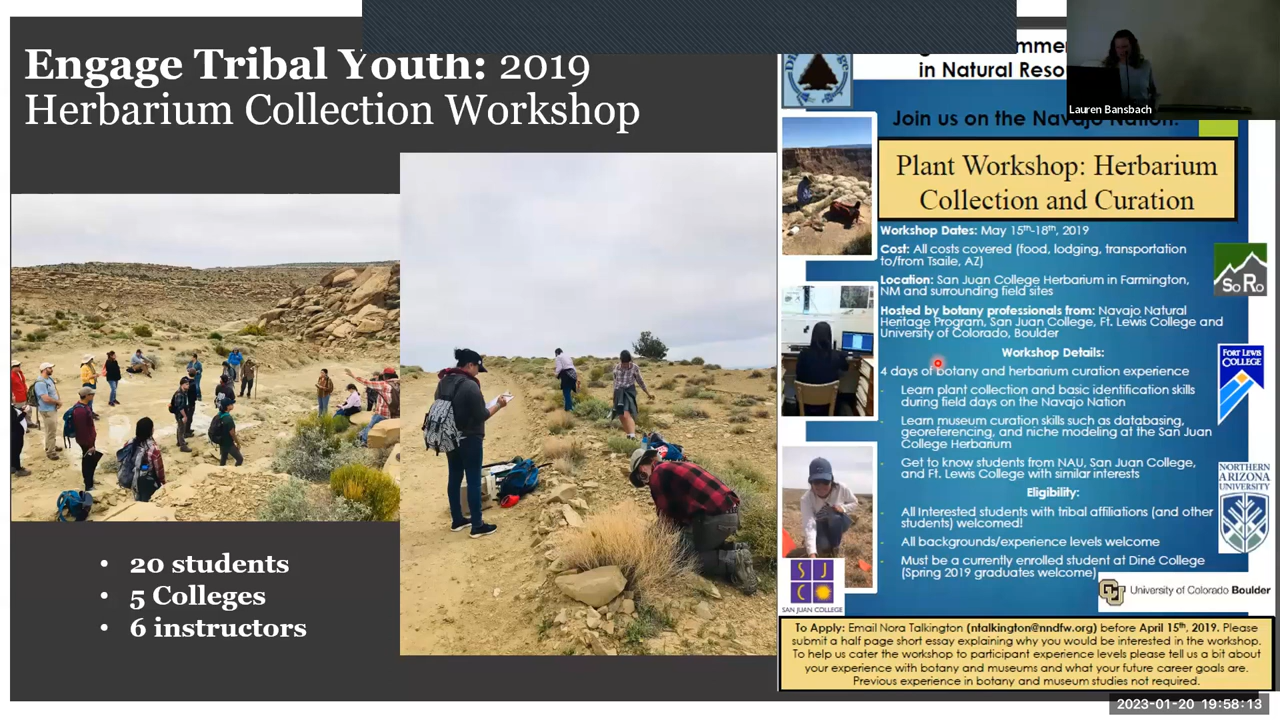 Engage Tribal Youth: 2019
Herbarium Collection Workshop
20 students
5 Colleges
6 instructors
in Natural
Join us on the Navajo Nation!
Plant Workshop: Herbarium
Collection and Curation
Workshop Dates: May 15th-18th, 2019
Cost: All costs covered (food, lodging, transportation
to/from Tsaile, AZ)
Location: San Juan College Herbarium in Farmington,
NM and surrounding field sites
Hosted by botany professionals from: Navajo Natural
Heritage Program, San Juan College, Ft. Lewis College and
University of Colorado, Boulder
Workshop Details:
4 days of botany and herbarium curation experience
- Learn plant collection and basic identification skills
during field days on the Navajo Nation
- Learn museum curation skills such as databasing,
georeferencing, and niche modeling at the San Juan
College Herbarium
- Get to know students from NAU, San Juan College,
and Ft. Lewis College with similar interests
Eligibility:
- All Interested students with tribal affiliations (and other
students) welcomed!
- All backgrounds/experience levels welcome
- Must be a currently enrolled student at Diné College
(Spring 2019 graduates welcome)
To Apply: Email Nora Talkington (ntalkington@nndfw.org) before April 15th, 2019. Please
submit a half page short essay explaining why you would be interested in the workshop.
To help us cater the workshop to participant experience levels please tell us a bit about
your experience with botany and museums and what your future career goals are.
Previous experience in botany and museum studies not required.
SoRo
FORT LEWIS
COLLEGE
NORTHERN
ARIZONA
UNIVERSITY
University of Colorado Boulder
SJC
SAN JUAN COLLEGE
Lauren Bansbach
2023-01-20 19:58:13